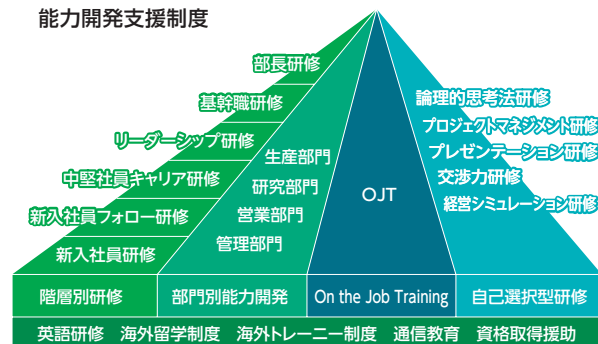 能力開発支援制度
部長研修
基幹職研修
リーダーシップ研修
中堅社員キャリア研修
新入社員フォロー研修
新入社員研修
生産部門
研究部門
営業部門
管理部門
OJT
論理的思考法研修
プロジェクトマネジメント研修
プレゼンテーション研修
交渉力研修
経営シミュレーション研修
階層別研修 部門別能力開発 On the Job Training 自己選択型研修
英語研修 海外留学制度 海外トレーニー制度 通信教育 資格取得援助